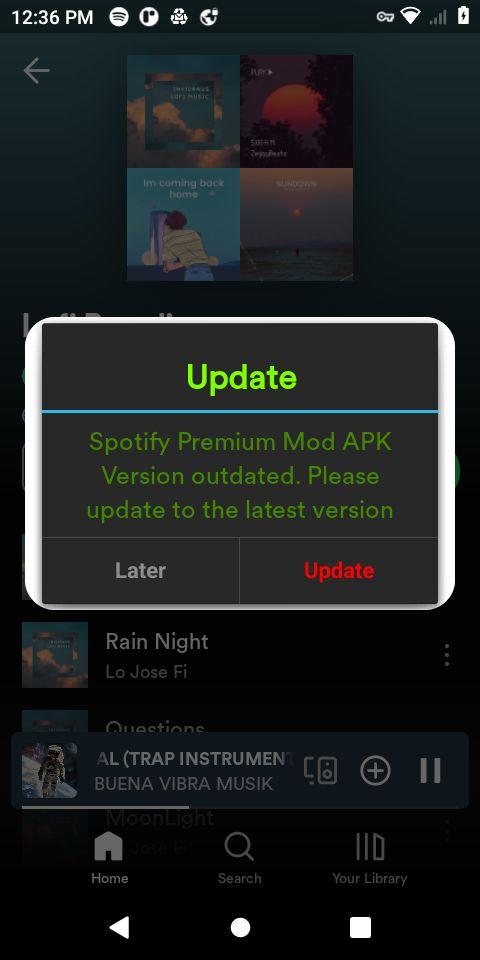 12:36 PM
INVIERNUS
LOFI MUSIC
PLAY
Im coming back
home
SUNDOWN
Update
Spotify Premium Mod APK
Version outdated. Please
update to the latest version
Later
Update
Rain Night
Lo Jose Fi
Questions
AL (TRAP INSTRUMENT
BUENA VIBRA MUSIK
MoonLight
Jose Fi
Home
Search
Your Library